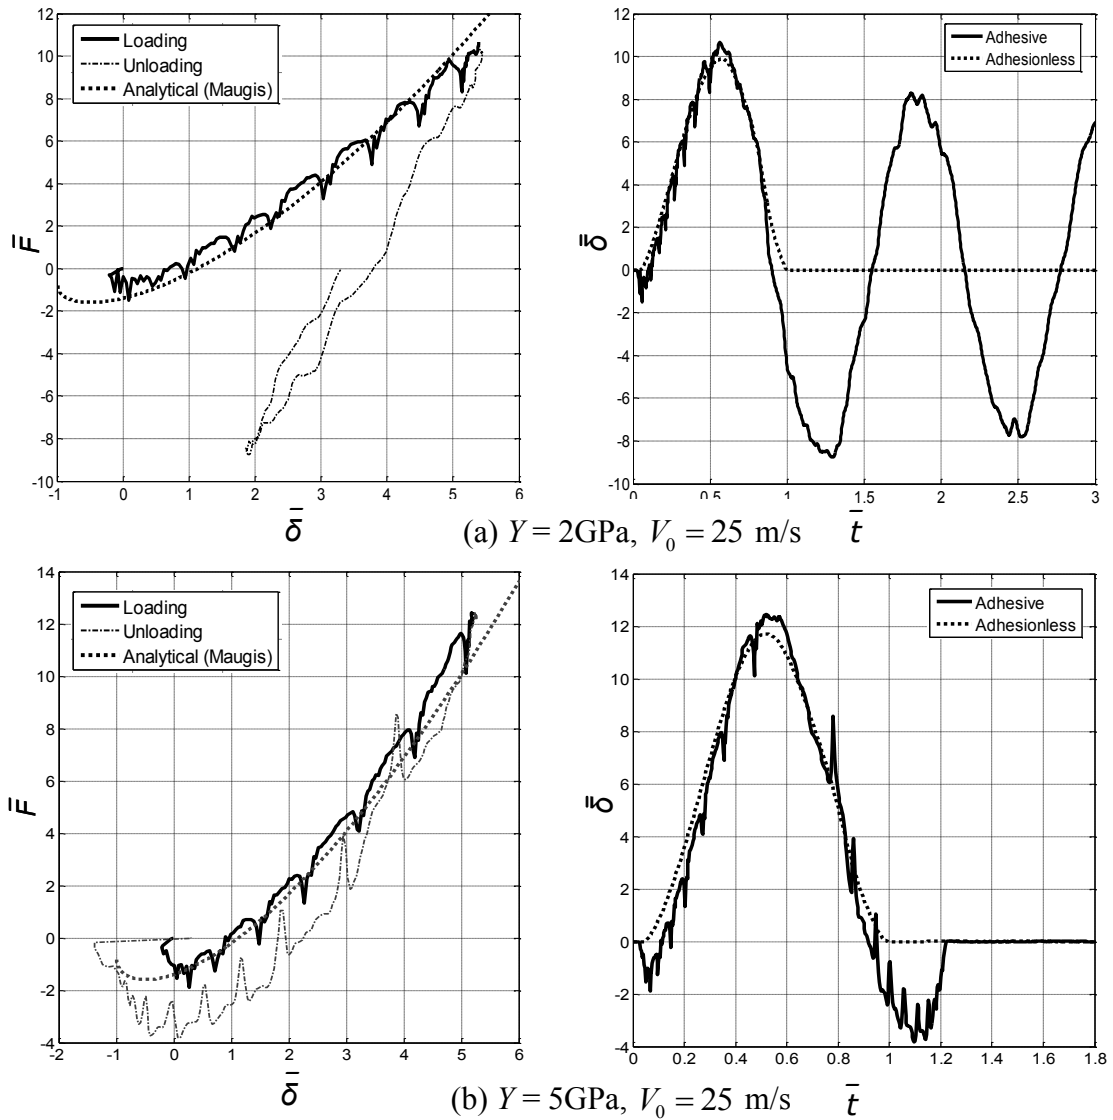 12
10
8
6
4
2
0
-2
-4
-6
-8
-10
-1 0 1 2 3 4 5 6
F̅
δ̅
Loading
Unloading
Analytical (Maugis)
12
10
8
6
4
2
0
-2
-4
-6
-8
-10
0 0.5 1 1.5 2 2.5 3
δ̅
t̅
Adhesive
Adhesionless
(a) Y = 2GPa, V₀ = 25 m/s
14
12
10
8
6
4
2
0
-2
-4
-2 -1 0 1 2 3 4 5 6
F̅
δ̅
Loading
Unloading
Analytical (Maugis)
14
12
10
8
6
4
2
0
-2
-4
0 0.2 0.4 0.6 0.8 1 1.2 1.4 1.6 1.8
δ̅
t̅
Adhesive
Adhesionless
(b) Y = 5GPa, V₀ = 25 m/s